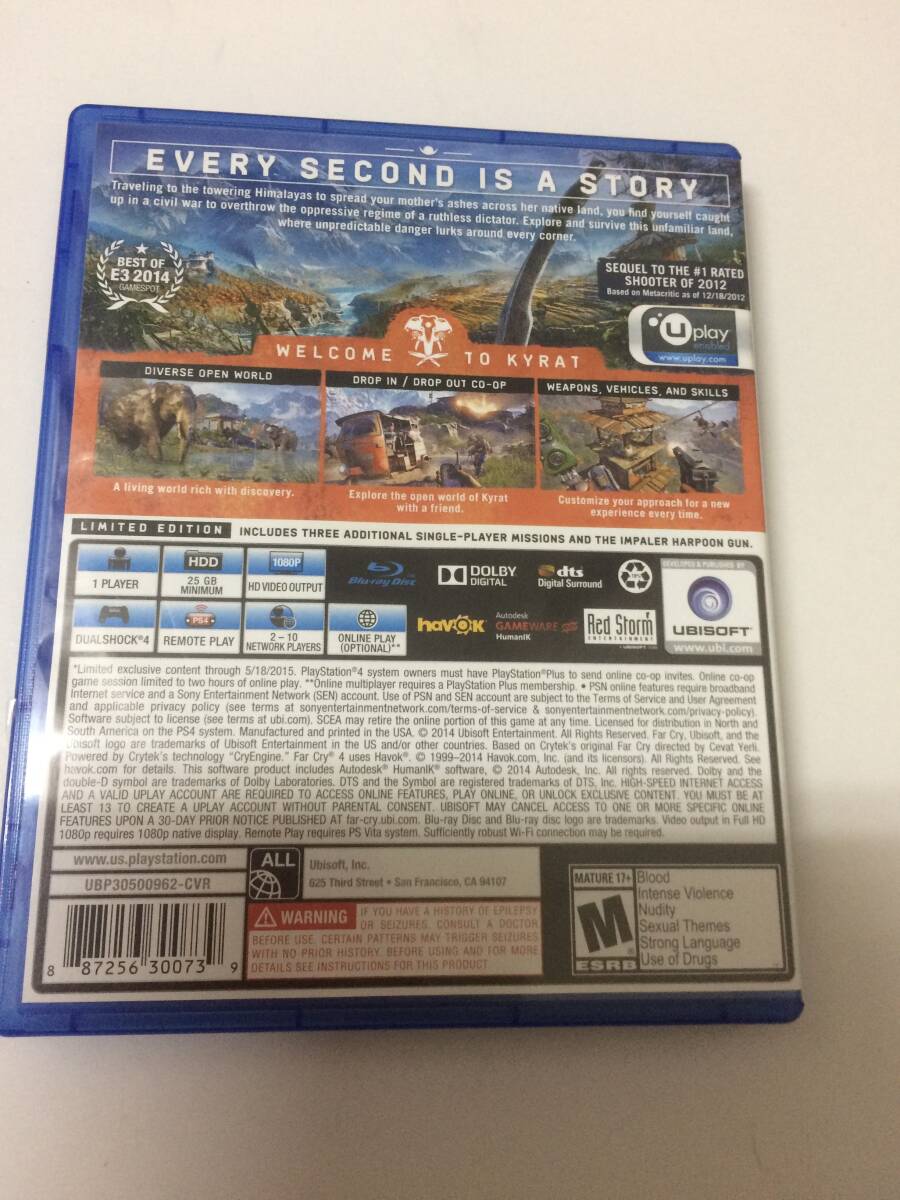 EVERY SECOND IS A STORY
Traveling to the towering Himalayas to spread your mother's ashes across her native land, you find yourself caught
up in a civil war to overthrow the oppressive regime of a ruthless dictator. Explore and survive this unfamiliar land,
where unpredictable danger lurks around every corner.
BEST OF
E3 2014
GAMESPOT
SEQUEL TO THE #1 RATED
SHOOTER OF 2012
Based on Metacritic as of 12/18/2012
Uplay
enabled
www.uplay.com
WELCOME TO KYRAT
DIVERSE OPEN WORLD
A living world rich with discovery.
DROP IN / DROP OUT CO-OP
Explore the open world of Kyrat
with a friend.
WEAPONS, VEHICLES, AND SKILLS
Customize your approach for a new
experience every time.
LIMITED EDITION INCLUDES THREE ADDITIONAL SINGLE-PLAYER MISSIONS AND THE IMPALER HARPOON GUN.
1 PLAYER
HDD
25 GB
MINIMUM
1080P
HD VIDEO OUTPUT
Blu-ray Disc
DOLBY
DIGITAL
dts
Digital Surround
DEVELOPED & PUBLISHED BY
UBISOFT
www.ubi.com
DUALSHOCK®4
PS4
REMOTE PLAY
2 – 10
NETWORK PLAYERS
ONLINE PLAY
(OPTIONAL)**
havok
Autodesk
GAMEWARE
HumanIK
Red Storm
ENTERTAINMENT
*Limited exclusive content through 5/18/2015. PlayStation®4 system owners must have PlayStation®Plus to send online co-op invites. Online co-op
game session limited to two hours of online play. **Online multiplayer requires a PlayStation Plus membership. • PSN online features require broadband
Internet service and a Sony Entertainment Network (SEN) account. Use of PSN and SEN account are subject to the Terms of Service and User Agreement
and applicable privacy policy (see terms at sonyentertainmentnetwork.com/terms-of-service & sonyentertainmentnetwork.com/privacy-policy).
Software subject to license (see terms at ubi.com). SCEA may retire the online portion of this game at any time. Licensed for distribution in North and
South America on the PS4 system. Manufactured and printed in the USA. © 2014 Ubisoft Entertainment. All Rights Reserved. Far Cry, Ubisoft, and the
Ubisoft logo are trademarks of Ubisoft Entertainment in the US and/or other countries. Based on Crytek's original Far Cry directed by Cevat Yerli.
Powered by Crytek's technology "CryEngine." Far Cry® 4 uses Havok®. © 1999–2014 Havok.com, Inc. (and its licensors). All Rights Reserved. See
havok.com for details. This software product includes Autodesk® HumanIK® software, © 2014 Autodesk, Inc. All rights reserved. Dolby and the
double-D symbol are trademarks of Dolby Laboratories. DTS and the Symbol are registered trademarks of DTS, Inc. HIGH-SPEED INTERNET ACCESS
AND A VALID UPLAY ACCOUNT ARE REQUIRED TO ACCESS ONLINE FEATURES, PLAY ONLINE, OR UNLOCK EXCLUSIVE CONTENT. YOU MUST BE AT
LEAST 13 TO CREATE A UPLAY ACCOUNT WITHOUT PARENTAL CONSENT. UBISOFT MAY CANCEL ACCESS TO ONE OR MORE SPECIFIC ONLINE
FEATURES UPON A 30-DAY PRIOR NOTICE PUBLISHED AT far-cry.ubi.com. Blu-ray Disc and Blu-ray disc logo are trademarks. Video output in Full HD
1080p requires 1080p native display. Remote Play requires PS Vita system. Sufficiently robust Wi-Fi connection may be required.
www.us.playstation.com
UBP30500962-CVR
ALL
Ubisoft, Inc.
625 Third Street • San Francisco, CA 94107
WARNING IF YOU HAVE A HISTORY OF EPILEPSY
OR SEIZURES, CONSULT A DOCTOR
BEFORE USE. CERTAIN PATTERNS MAY TRIGGER SEIZURES
WITH NO PRIOR HISTORY. BEFORE USING AND FOR MORE
DETAILS SEE INSTRUCTIONS FOR THIS PRODUCT
8 87256 30073 9
MATURE 17+
M
ESRB
Blood
Intense Violence
Nudity
Sexual Themes
Strong Language
Use of Drugs